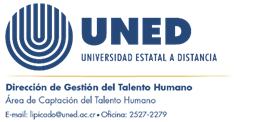 UNED
UNIVERSIDAD ESTATAL A DISTANCIA
Dirección de Gestión del Talento Humano
Área de Captación del Talento Humano
E-mail: lipicado@uned.ac.cr • Oficina: 2527-2279